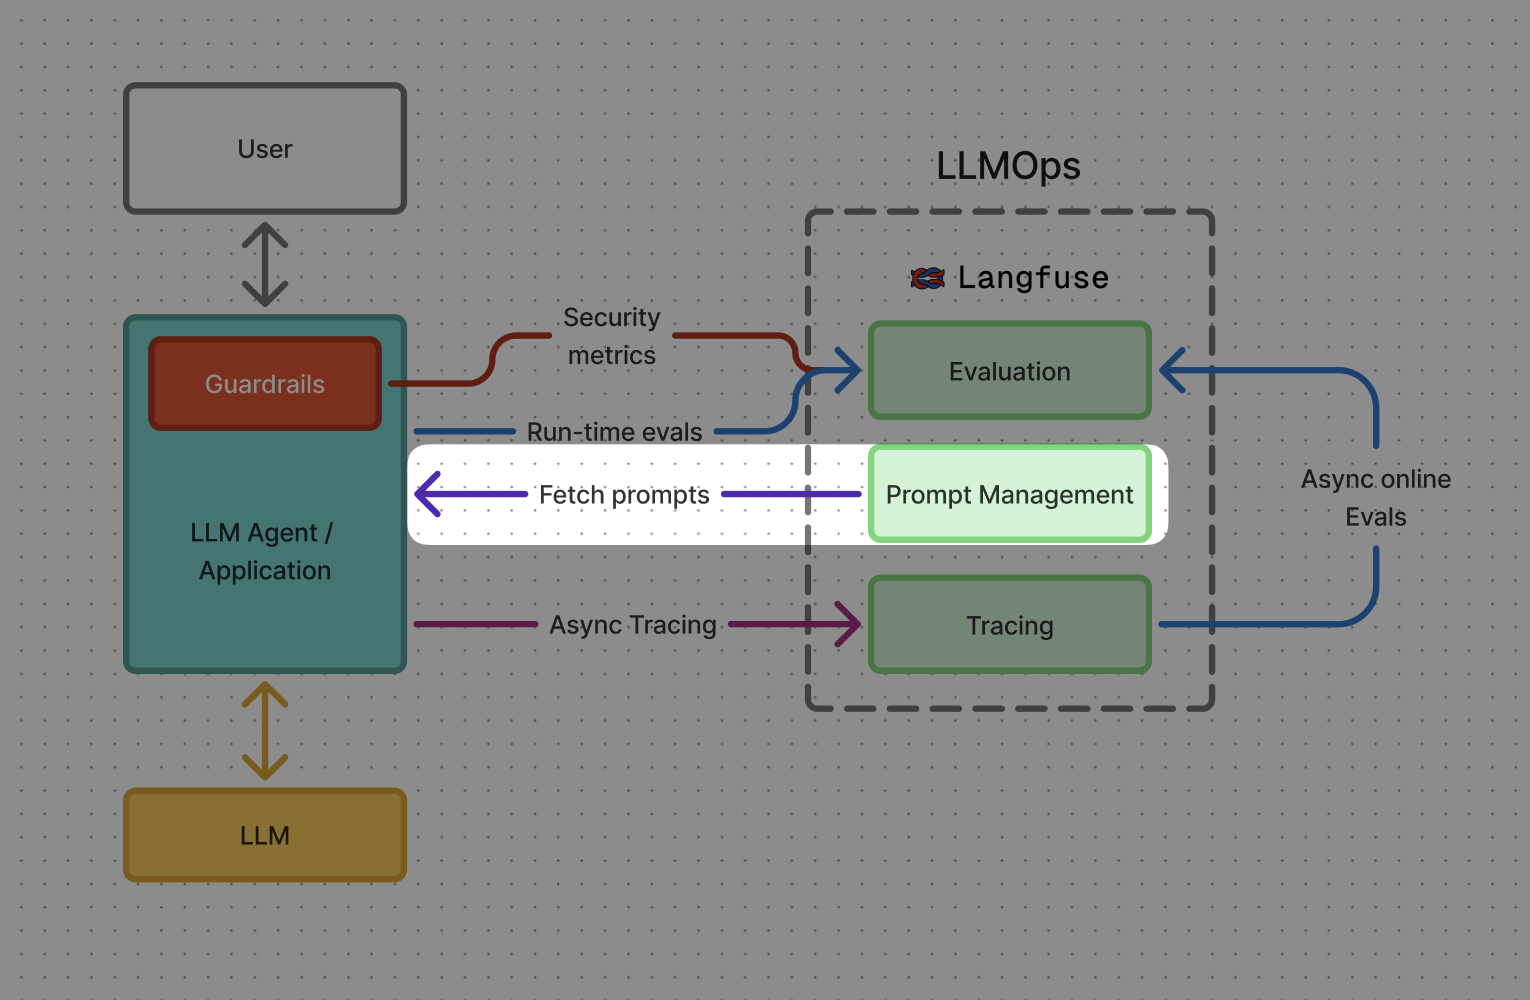 User
LLMOps
Langfuse
Guardrails
Security
metrics
Evaluation
Run-time evals
Fetch prompts
Prompt Management
Async online
Evals
LLM Agent /
Application
Async Tracing
Tracing
LLM